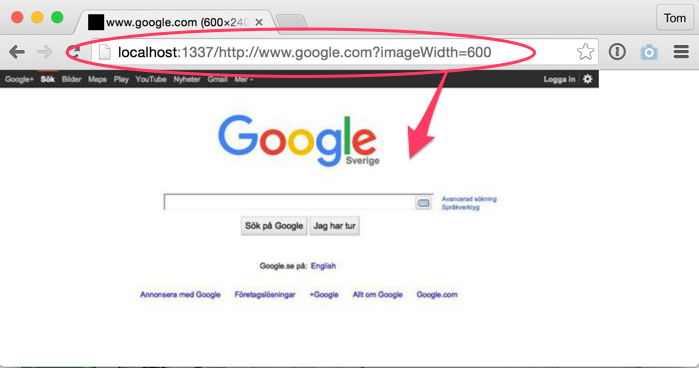 www.google.com (600×240
Tom
localhost:1337/http://www.google.com?imageWidth=600
Google+ Sök Bilder Maps Play YouTube Nyheter Gmail Mer Logga in
Google
Sverige
Avancerad sökning
Språkverktyg
Sök på Google Jag har tur
Google.se på: English
Annonsera med Google Företagslösningar +Google Allt om Google Google.com